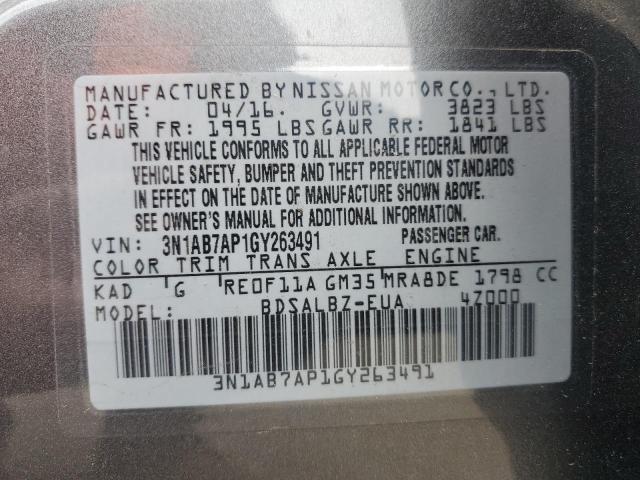 MANUFACTURED BY NISSAN MOTOR CO., LTD.
DATE: 04/16. GVWR: 3823 LBS
GAWR FR: 1995 LBS GAWR RR: 1841 LBS
THIS VEHICLE CONFORMS TO ALL APPLICABLE FEDERAL MOTOR
VEHICLE SAFETY, BUMPER AND THEFT PREVENTION STANDARDS
IN EFFECT ON THE DATE OF MANUFACTURE SHOWN ABOVE.
SEE OWNER'S MANUAL FOR ADDITIONAL INFORMATION.
VIN: 3N1AB7AP1GY263491 PASSENGER CAR.
COLOR TRIM TRANS AXLE ENGINE
KAD G RE0F11A GM35 MRA8DE 1798 CC
MODEL: BDSALBZ-EUA 4Z000
3N1AB7AP1GY263491